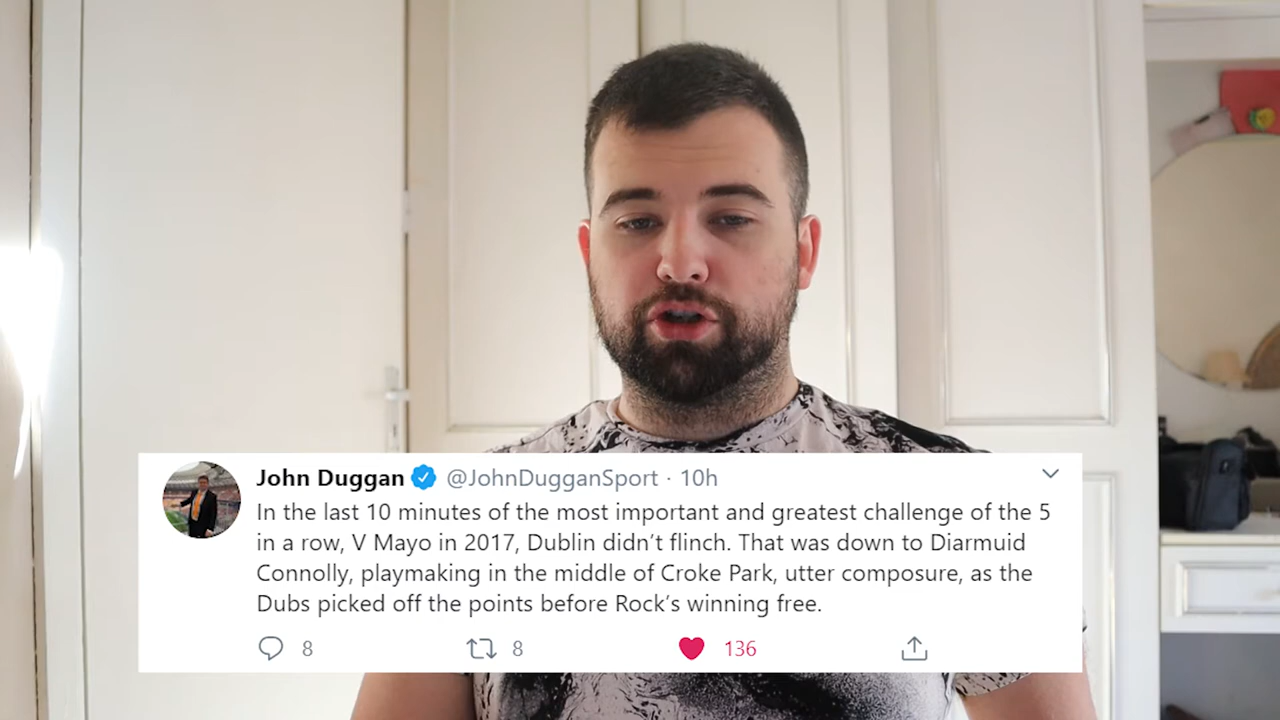 John Duggan @JohnDugganSport · 10h
In the last 10 minutes of the most important and greatest challenge of the 5
in a row, V Mayo in 2017, Dublin didn’t flinch. That was down to Diarmuid
Connolly, playmaking in the middle of Croke Park, utter composure, as the
Dubs picked off the points before Rock’s winning free.
8 8 136